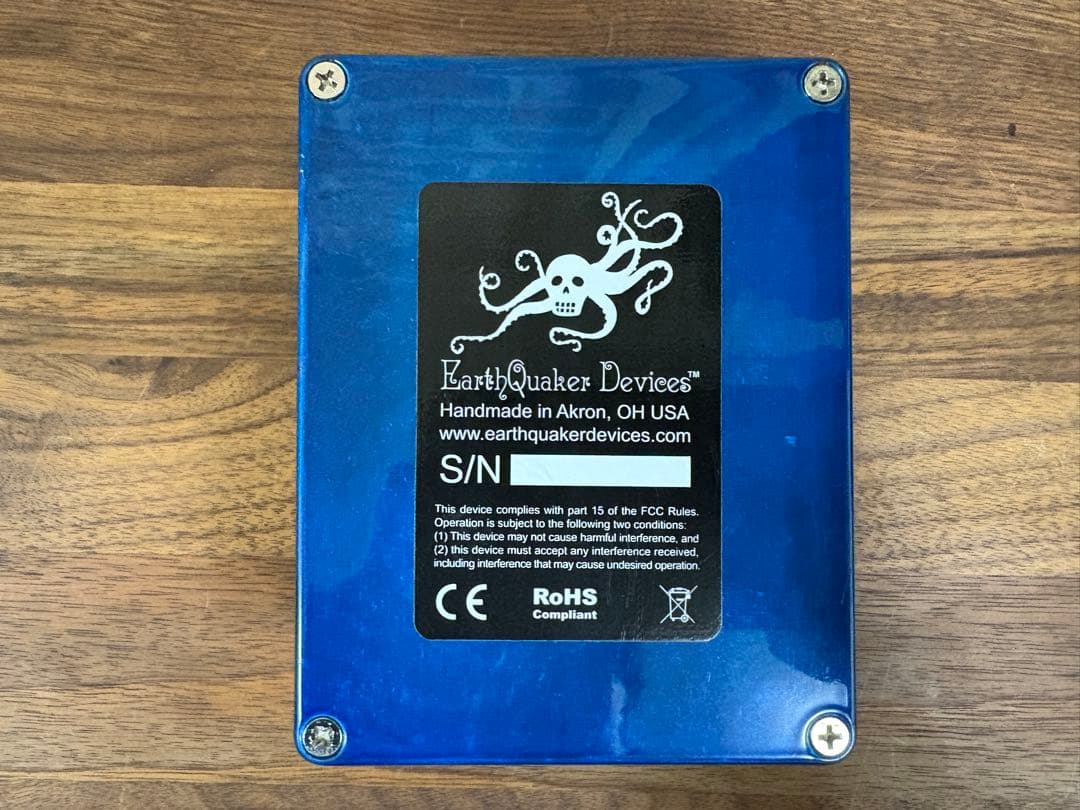 EarthQuaker Devices™
Handmade in Akron, OH USA
www.earthquakerdevices.com
S/N
This device complies with part 15 of the FCC Rules.
Operation is subject to the following two conditions:
(1) This device may not cause harmful interference, and
(2) this device must accept any interference received,
including interference that may cause undesired operation.
CE RoHS
Compliant